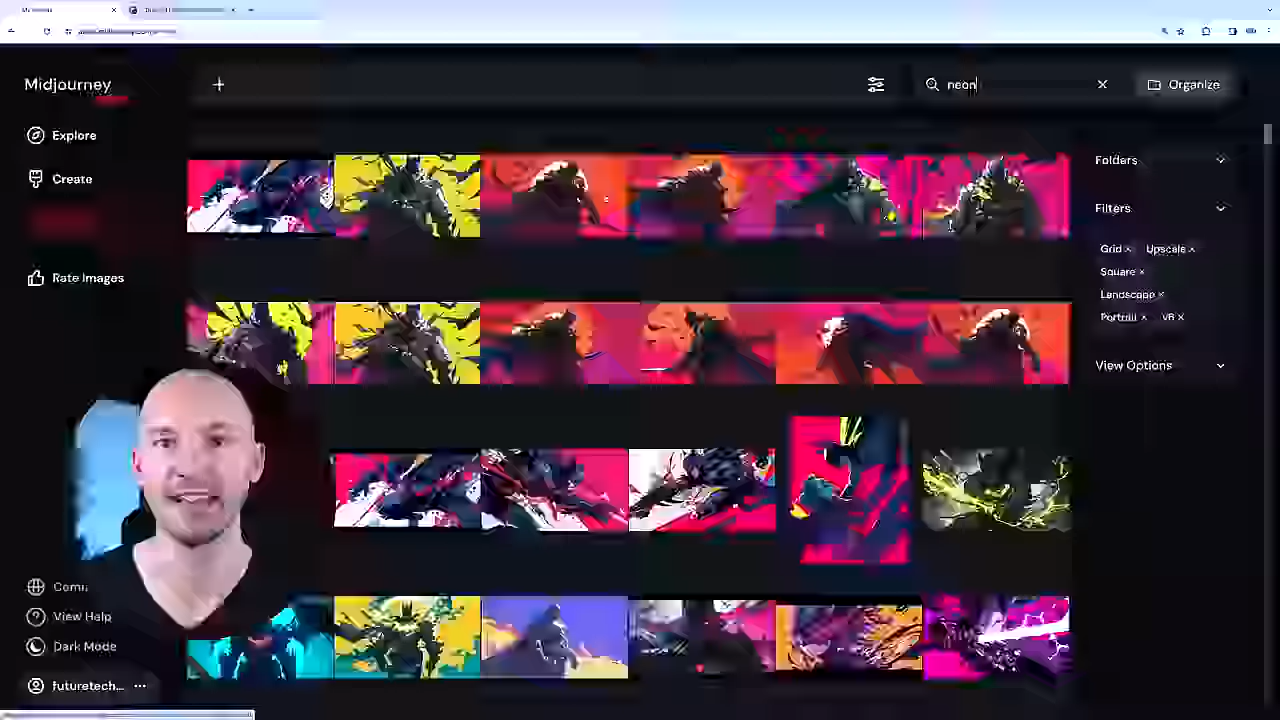 Midjourney
neon
Organize
Explore
Create
Rate Images
Folders
Filters
Grid × Upscale ×
Square ×
Landscape ×
Portrait × V6 ×
View Options
View Help
Dark Mode
futuretech... ...